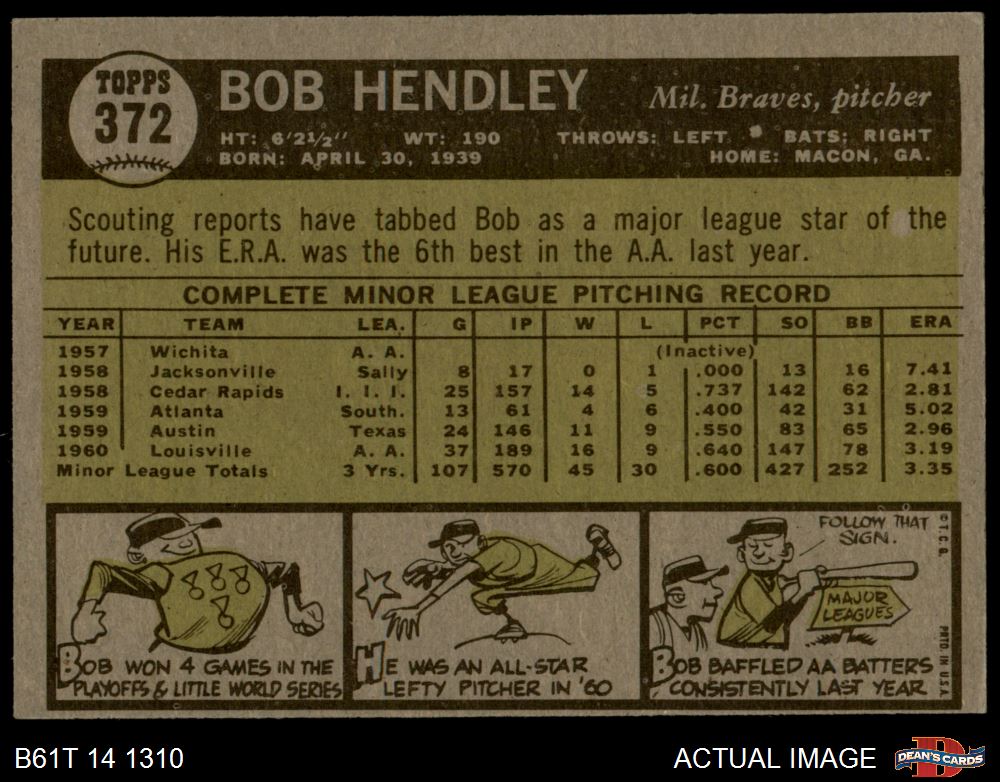 TOPPS
372
BOB HENDLEY
Mil. Braves, pitcher
HT: 6'2½" WT: 190 THROWS: LEFT BATS: RIGHT
BORN: APRIL 30, 1939 HOME: MACON, GA.
Scouting reports have tabbed Bob as a major league star of the
future. His E.R.A. was the 6th best in the A.A. last year.
COMPLETE MINOR LEAGUE PITCHING RECORD
YEAR TEAM LEA. G IP W L PCT SO BB ERA
1957 Wichita A. A. (Inactive)
1958 Jacksonville Sally 8 17 0 1 .000 13 16 7.41
1958 Cedar Rapids I. I. I. 25 157 14 5 .737 142 62 2.81
1959 Atlanta South. 13 61 4 6 .400 42 31 5.02
1959 Austin Texas 24 146 11 9 .550 83 65 2.96
1960 Louisville A. A. 37 189 16 9 .640 147 78 3.19
Minor League Totals 3 Yrs. 107 570 45 30 .600 427 252 3.35
BOB WON 4 GAMES IN THE
PLAYOFFS & LITTLE WORLD SERIES
HE WAS AN ALL-STAR
LEFTY PITCHER IN '60
FOLLOW THAT
SIGN.
MAJOR
LEAGUES
BOB BAFFLED AA BATTERS
CONSISTENTLY LAST YEAR
© T.C.G.
PRTD. IN U.S.A.
B61T 14 1310
ACTUAL IMAGE
D
DEAN'S CARDS